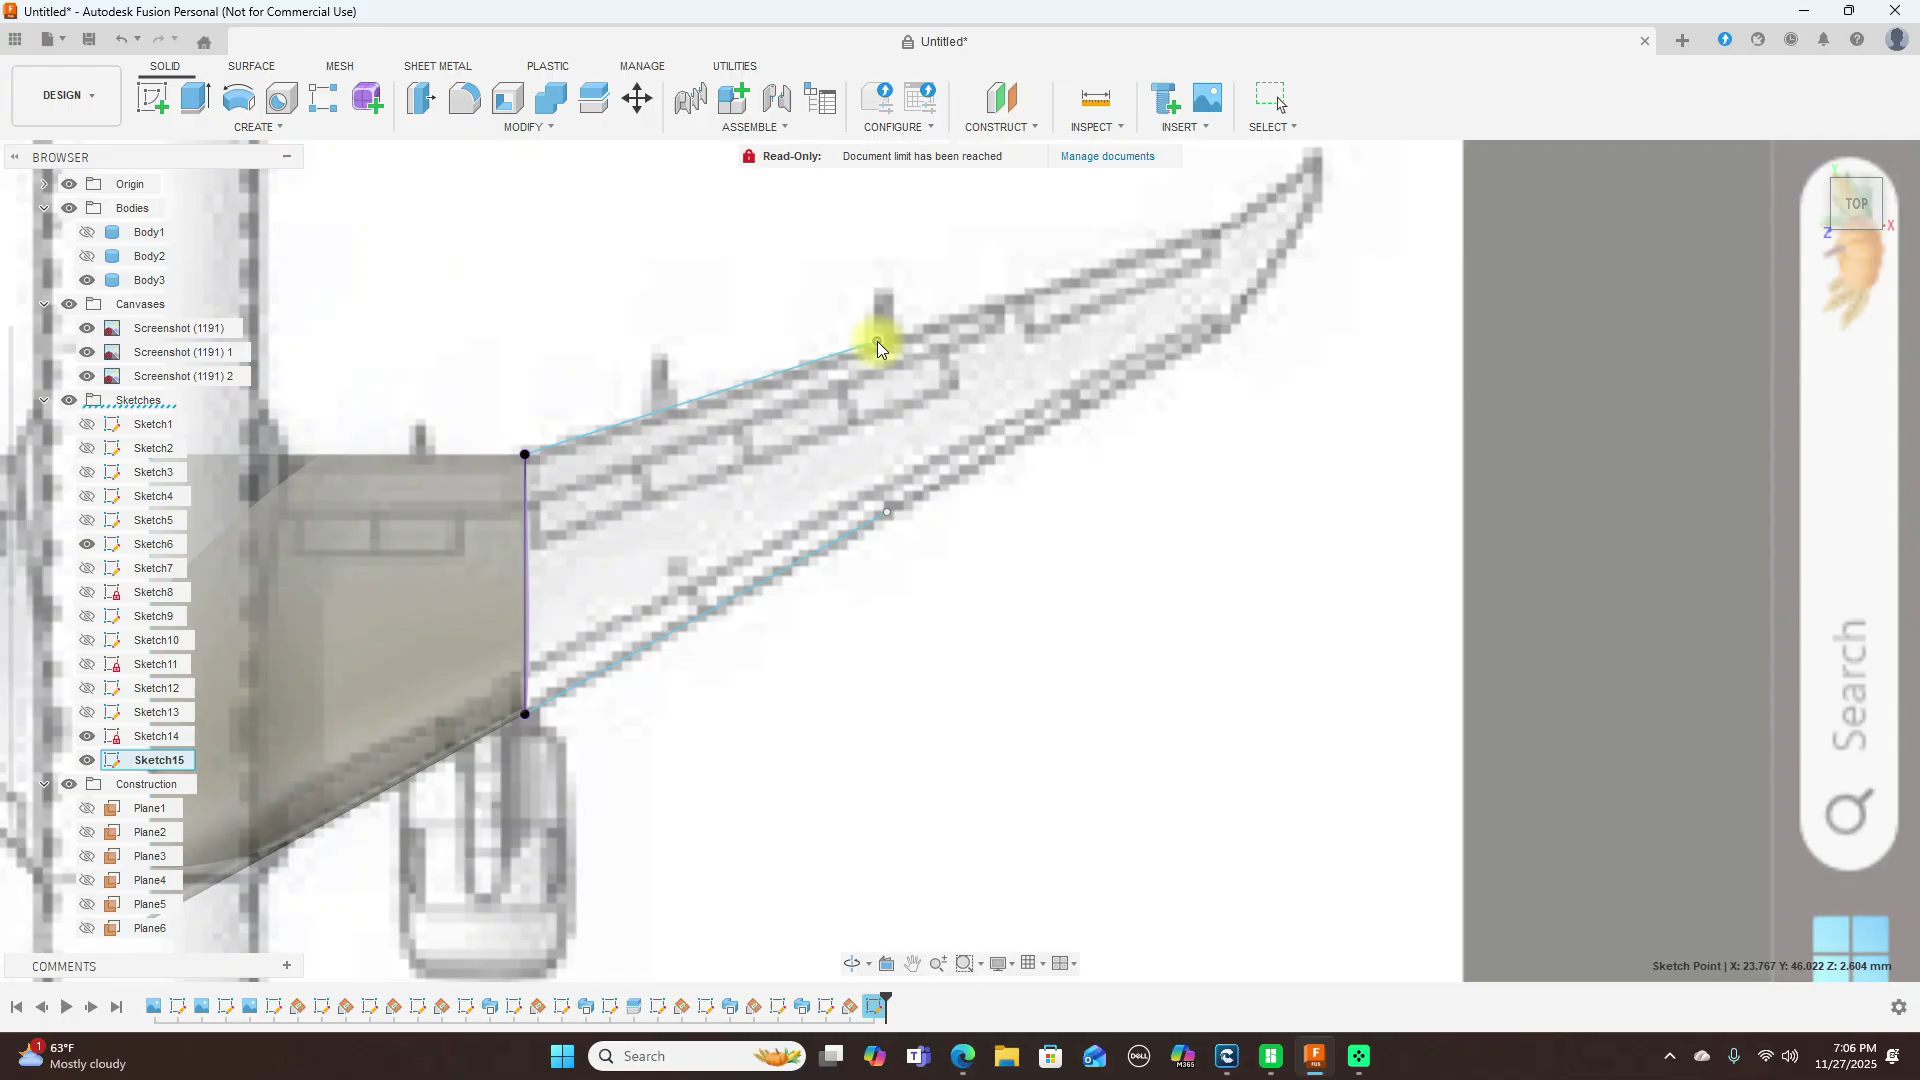 Untitled* - Autodesk Fusion Personal (Not for Commercial Use)
Untitled*
DESIGN
SOLID
SURFACE
MESH
SHEET METAL
PLASTIC
MANAGE
UTILITIES
CREATE
MODIFY
ASSEMBLE
CONFIGURE
CONSTRUCT
INSPECT
INSERT
SELECT
Read-Only: Document limit has been reached Manage documents
BROWSER
Origin
Bodies
Body1
Body2
Body3
Canvases
Screenshot (1191)
Screenshot (1191) 1
Screenshot (1191) 2
Sketches
Sketch1
Sketch2
Sketch3
Sketch4
Sketch5
Sketch6
Sketch7
Sketch8
Sketch9
Sketch10
Sketch11
Sketch12
Sketch13
Sketch14
Sketch15
Construction
Plane1
Plane2
Plane3
Plane4
Plane5
Plane6
COMMENTS
Y
TOP
X
Z
Search
Sketch Point | X: 23.767 Y: 46.022 Z: 2.604 mm
1
63°F
Mostly cloudy
Search
DELL
M365
FUS
7:06 PM
11/27/2025